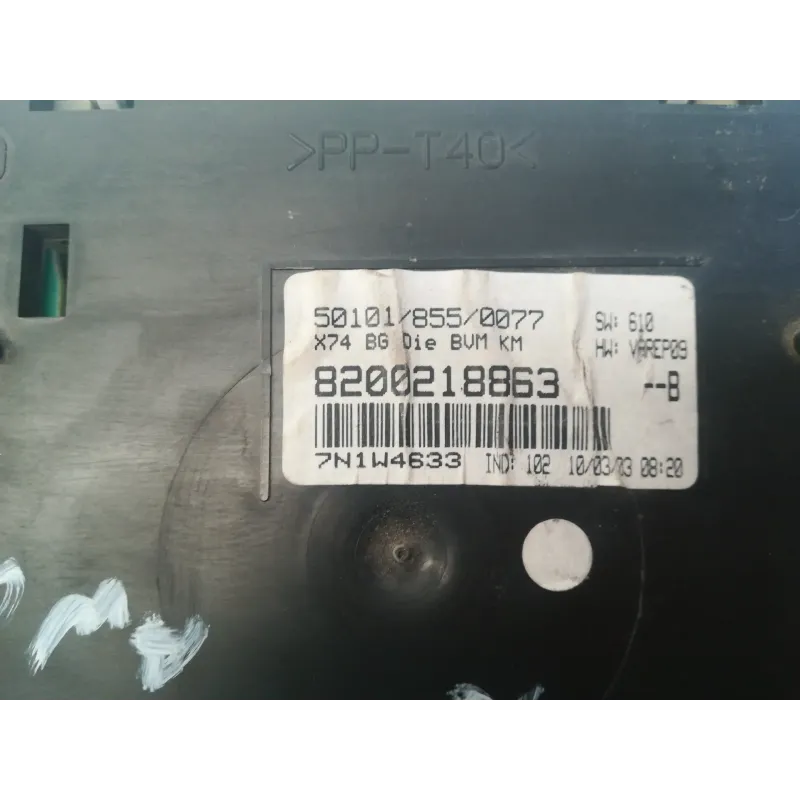 >PP-T40<
50101/855/0077 SW: 610
X74 BG Die BVM KM HW: VAREP09
8200218863 --B
7N1W4633 IND: 102 10/03/03 08:20